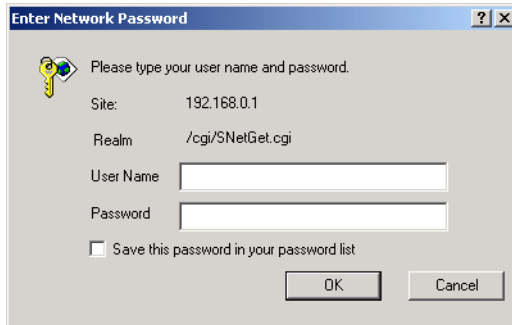 Enter Network Password
? ×
Please type your user name and password.
Site: 192.168.0.1
Realm /cgi/SNetGet.cgi
User Name
Password
Save this password in your password list
OK Cancel